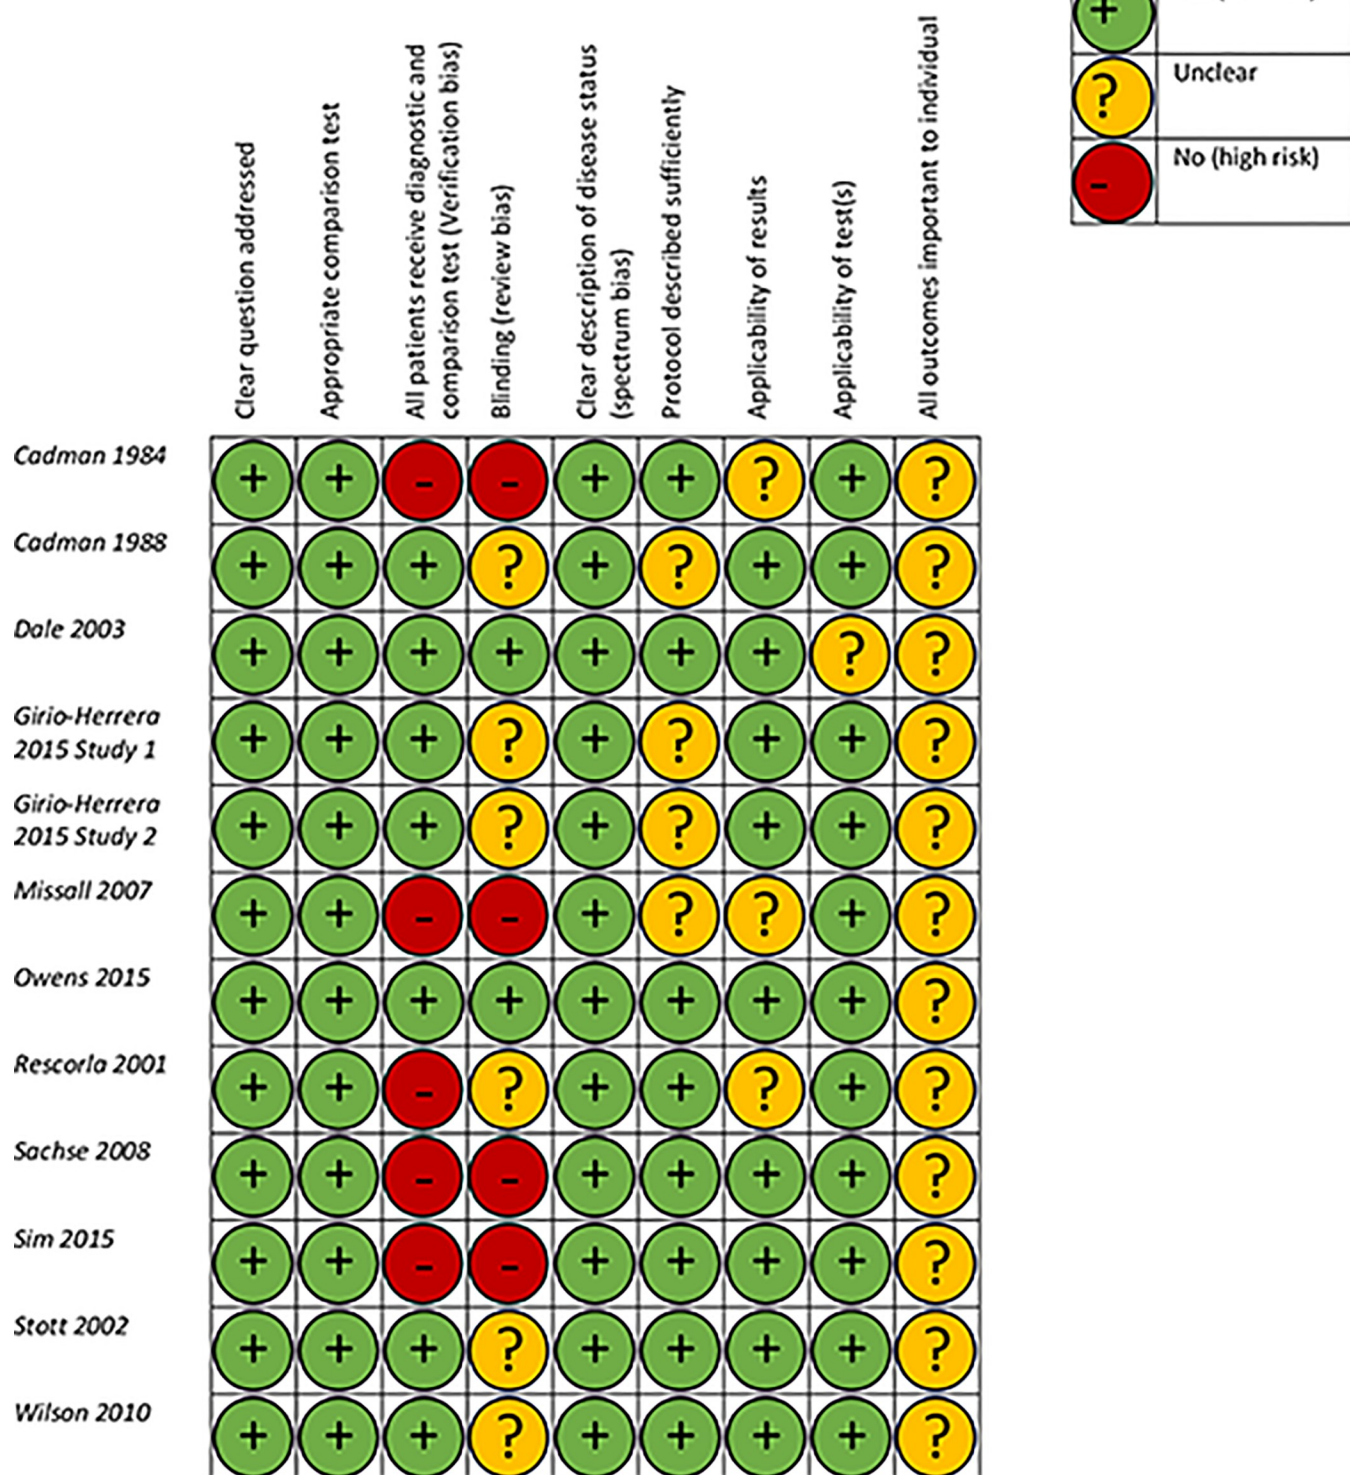 Clear question addressed
Appropriate comparison test
All patients receive diagnostic and
comparison test (Verification bias)
Blinding (review bias)
Clear description of disease status
(spectrum bias)
Protocol described sufficiently
Applicability of results
Applicability of test(s)
All outcomes important to individual
+
? Unclear
- No (high risk)
Cadman 1984
+ + - - + + ? + ?
Cadman 1988
+ + + ? + ? + + ?
Dale 2003
+ + + + + + + ? ?
Girio-Herrera
2015 Study 1
+ + + ? + ? + + ?
Girio-Herrera
2015 Study 2
+ + + ? + ? + + ?
Missall 2007
+ + - - + ? ? + ?
Owens 2015
+ + + + + + + + ?
Rescorla 2001
+ + - ? + + ? + ?
Sachse 2008
+ + - - + + + + ?
Sim 2015
+ + - - + + + + ?
Stott 2002
+ + + ? + + + + ?
Wilson 2010
+ + + ? + + + + ?